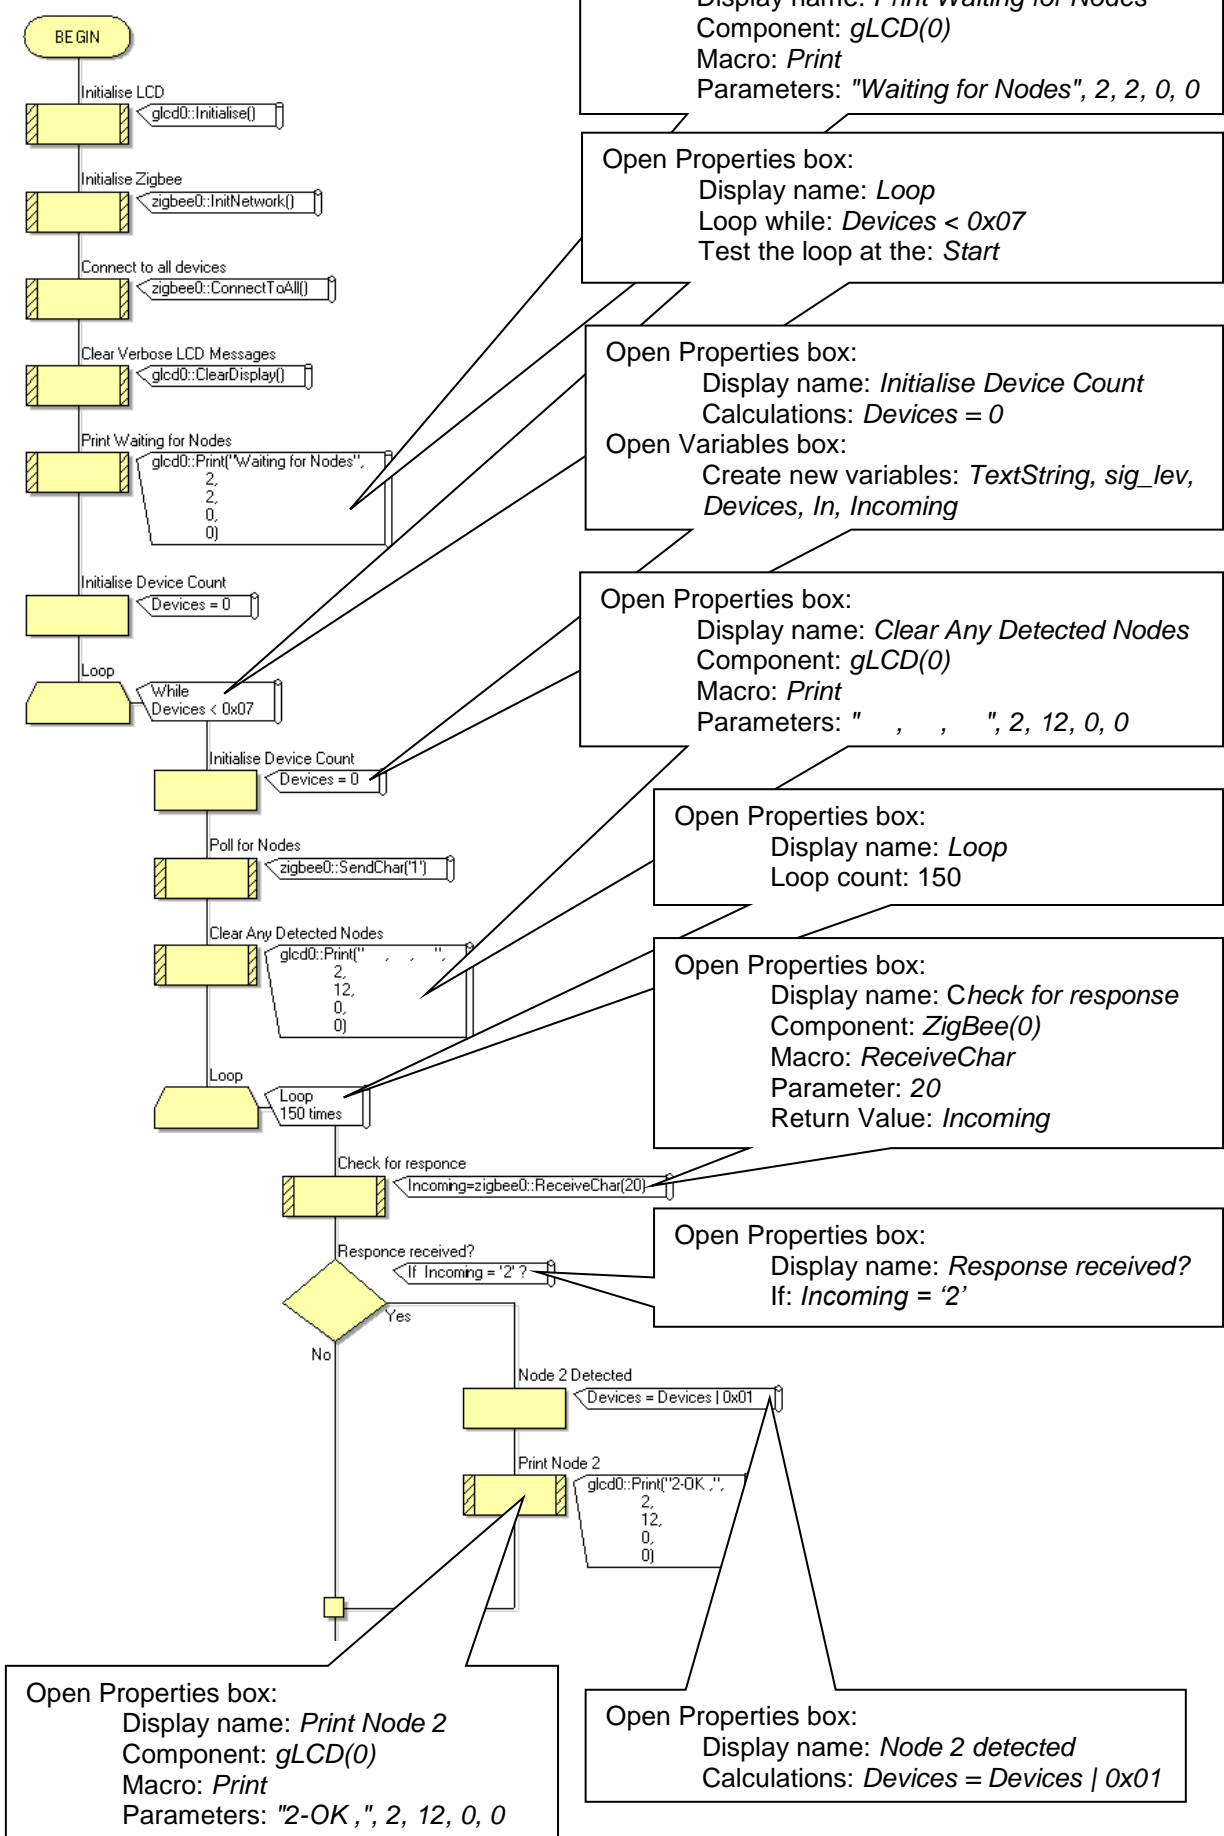 BEGIN
Initialise LCD
glcd0::Initialise()
Initialise Zigbee
zigbee0::InitNetwork()
Connect to all devices
zigbee0::ConnectToAll()
Clear Verbose LCD Messages
glcd0::ClearDisplay()
Print Waiting for Nodes
glcd0::Print("Waiting for Nodes",
2,
2,
0,
0)
Initialise Device Count
Devices = 0
Loop
While
Devices < 0x07
Initialise Device Count
Devices = 0
Poll for Nodes
zigbee0::SendChar('1')
Clear Any Detected Nodes
glcd0::Print("    ,    ,    ",
2,
12,
0,
0)
Loop
Loop
150 times
Check for responce
Incoming=zigbee0::ReceiveChar(20)
Responce received?
If Incoming = '2' ?
Yes
No
Node 2 Detected
Devices = Devices | 0x01
Print Node 2
glcd0::Print("2-OK ,",
2,
12,
0,
0)
Display name: Print Waiting for Nodes
Component: gLCD(0)
Macro: Print
Parameters: "Waiting for Nodes", 2, 2, 0, 0
Open Properties box:
Display name: Loop
Loop while: Devices < 0x07
Test the loop at the: Start
Open Properties box:
Display name: Initialise Device Count
Calculations: Devices = 0
Open Variables box:
Create new variables: TextString, sig_lev,
Devices, In, Incoming
Open Properties box:
Display name: Clear Any Detected Nodes
Component: gLCD(0)
Macro: Print
Parameters: "    ,    ,    ", 2, 12, 0, 0
Open Properties box:
Display name: Loop
Loop count: 150
Open Properties box:
Display name: Check for response
Component: ZigBee(0)
Macro: ReceiveChar
Parameter: 20
Return Value: Incoming
Open Properties box:
Display name: Response received?
If: Incoming = ‘2’
Open Properties box:
Display name: Print Node 2
Component: gLCD(0)
Macro: Print
Parameters: "2-OK ,", 2, 12, 0, 0
Open Properties box:
Display name: Node 2 detected
Calculations: Devices = Devices | 0x01